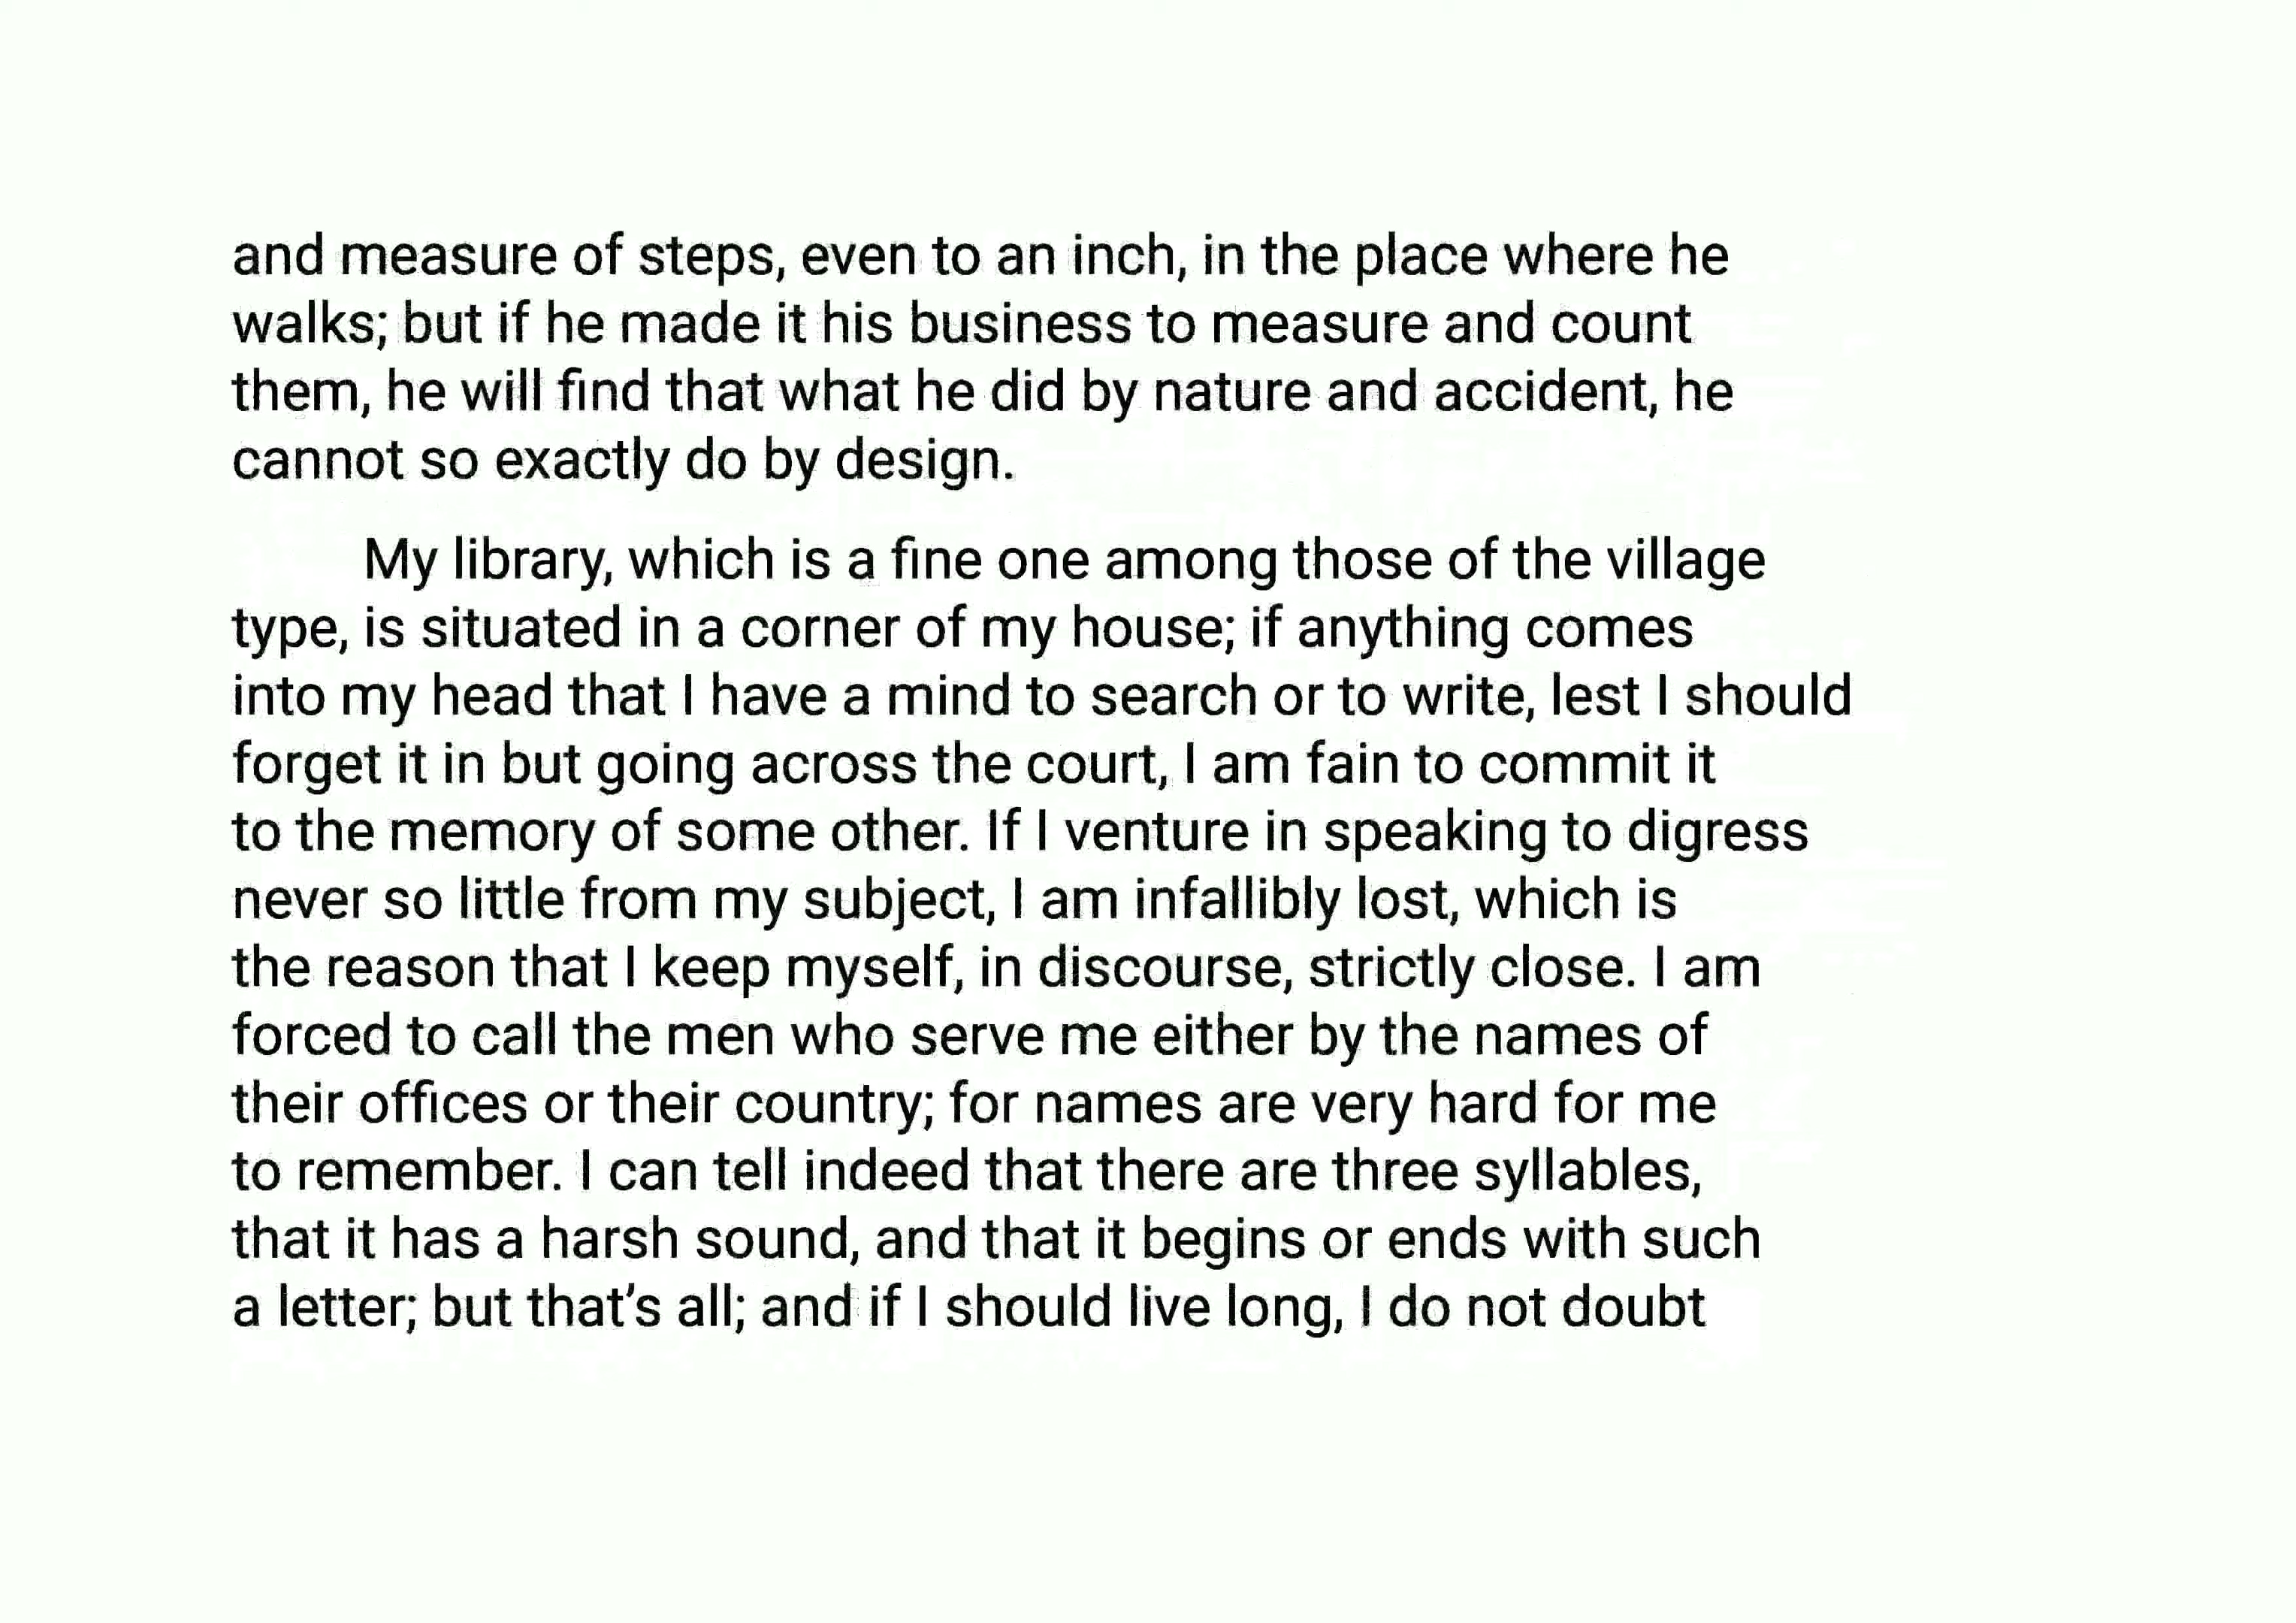 and measure of steps, even to an inch, in the place where he
walks; but if he made it his business to measure and count
them, he will find that what he did by nature and accident, he
cannot so exactly do by design.
My library, which is a fine one among those of the village
type, is situated in a corner of my house; if anything comes
into my head that I have a mind to search or to write, lest I should
forget it in but going across the court, I am fain to commit it
to the memory of some other. If I venture in speaking to digress
never so little from my subject, I am infallibly lost, which is
the reason that I keep myself, in discourse, strictly close. I am
forced to call the men who serve me either by the names of
their offices or their country; for names are very hard for me
to remember. I can tell indeed that there are three syllables,
that it has a harsh sound, and that it begins or ends with such
a letter; but that’s all; and if I should live long, I do not doubt